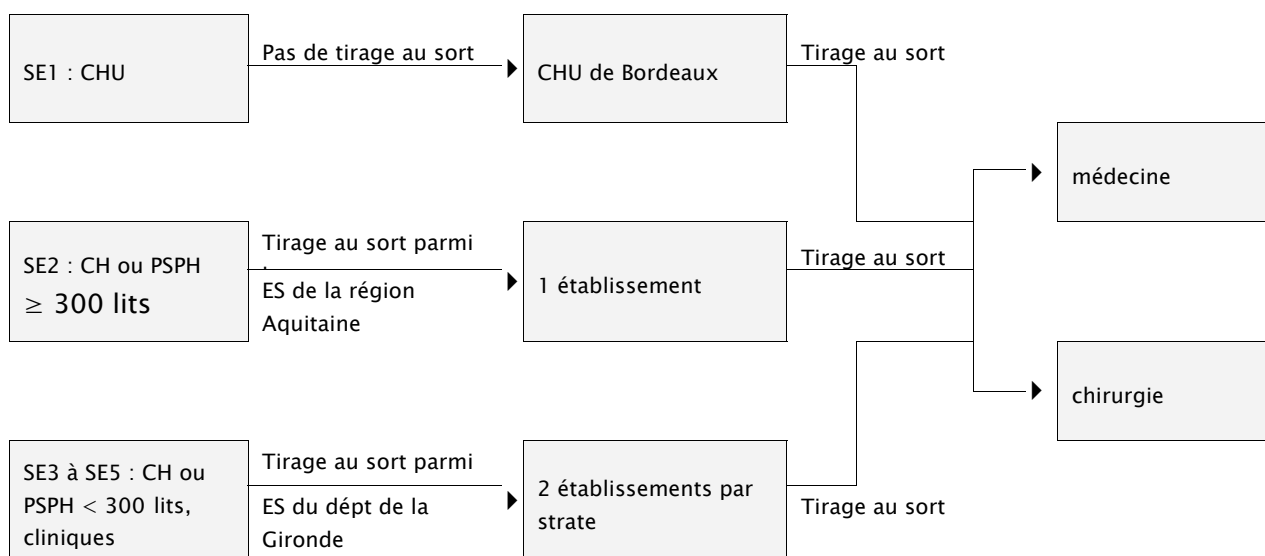 SE1 : CHU
Pas de tirage au sort
CHU de Bordeaux
Tirage au sort
médecine
SE2 : CH ou PSPH
≥ 300 lits
Tirage au sort parmi
ES de la région
Aquitaine
1 établissement
Tirage au sort
chirurgie
SE3 à SE5 : CH ou
PSPH < 300 lits,
cliniques
Tirage au sort parmi
ES du dépt de la
Gironde
2 établissements par
strate
Tirage au sort